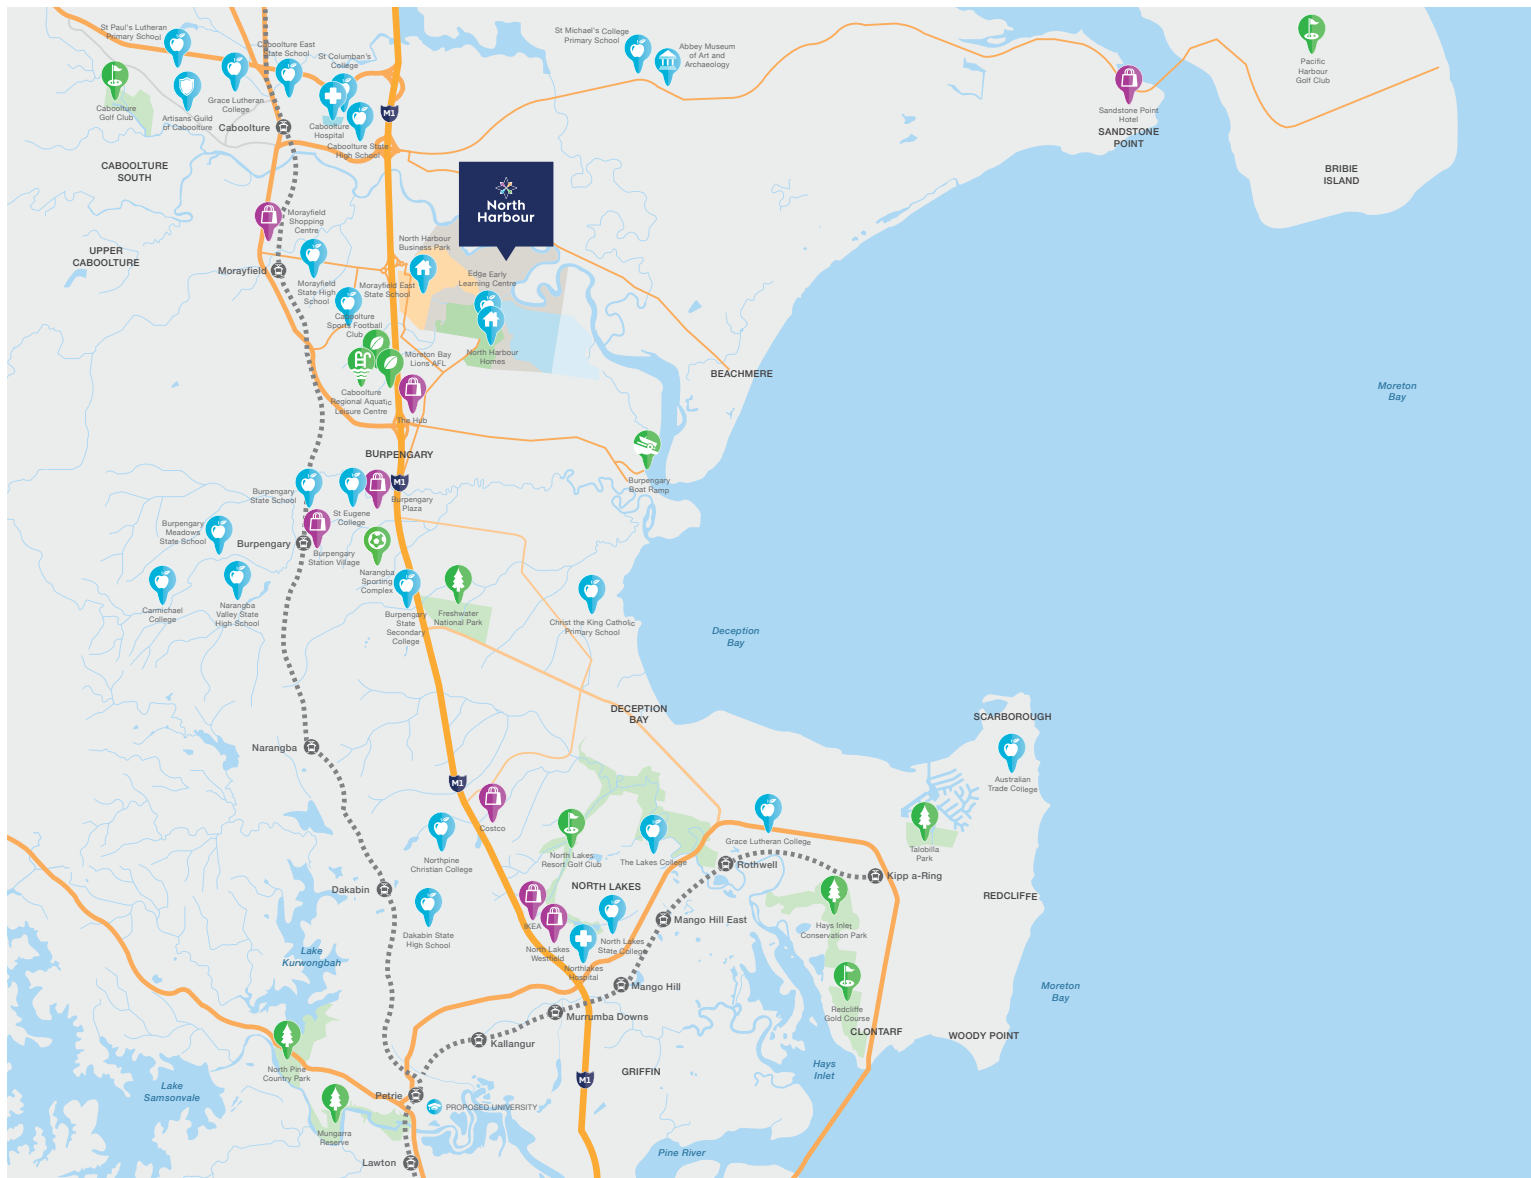 St Paul's Lutheran
Primary School
Caboolture East
State School
St Columban's
College
St Michael's College
Primary School
Abbey Museum
of Art and
Archaeology
Pacific
Harbour
Golf Club
Caboolture
Golf Club
Artisans Guild
of Caboolture
Grace Lutheran
College
Caboolture
Caboolture
Hospital
Caboolture State
High School
M1
Sandstone Point
Hotel
SANDSTONE
POINT
BRIBIE
ISLAND
CABOOLTURE
SOUTH
North
Harbour
Morayfield
Shopping
Centre
UPPER
CABOOLTURE
Morayfield
North Harbour
Business Park
Edge Early
Learning Centre
Morayfield
State High
School
Morayfield East
State School
Caboolture
Sports Football
Club
Moreton Bay
Lions AFL
North Harbour
Homes
Caboolture
Regional Aquatic
Leisure Centre
The Hub
BEACHMERE
Moreton
Bay
BURPENGARY
M1
Burpengary
Boat Ramp
Burpengary
State School
St Eugene
College
Burpengary
Plaza
Burpengary
Meadows
State School
Burpengary
Burpengary
Station Village
Narangba
Sporting
Complex
Carmichael
College
Narangba
Valley State
High School
Burpengary
State
Secondary
College
Freshwater
National Park
Christ the King Catholic
Primary School
Deception
Bay
DECEPTION
BAY
SCARBOROUGH
Australian
Trade College
Narangba
M1
Costco
Northpine
Christian College
North Lakes
Resort Golf Club
The Lakes College
Grace Lutheran College
Talobilla
Park
Rothwell
Kipp a-Ring
Dakabin
NORTH LAKES
REDCLIFFE
Dakabin State
High School
IKEA
North Lakes
Westfield
North Lakes
State College
Northlakes
Hospital
Mango Hill East
Hays Inlet
Conservation Park
Lake
Kurwongbah
Mango Hill
Moreton
Bay
Redcliffe
Gold Course
Murrumba Downs
CLONTARF
WOODY POINT
Kallangur
North Pine
Country Park
GRIFFIN
Hays
Inlet
M1
Lake
Samsonvale
Petrie
PROPOSED UNIVERSITY
Mungarra
Reserve
Lawton
Pine River